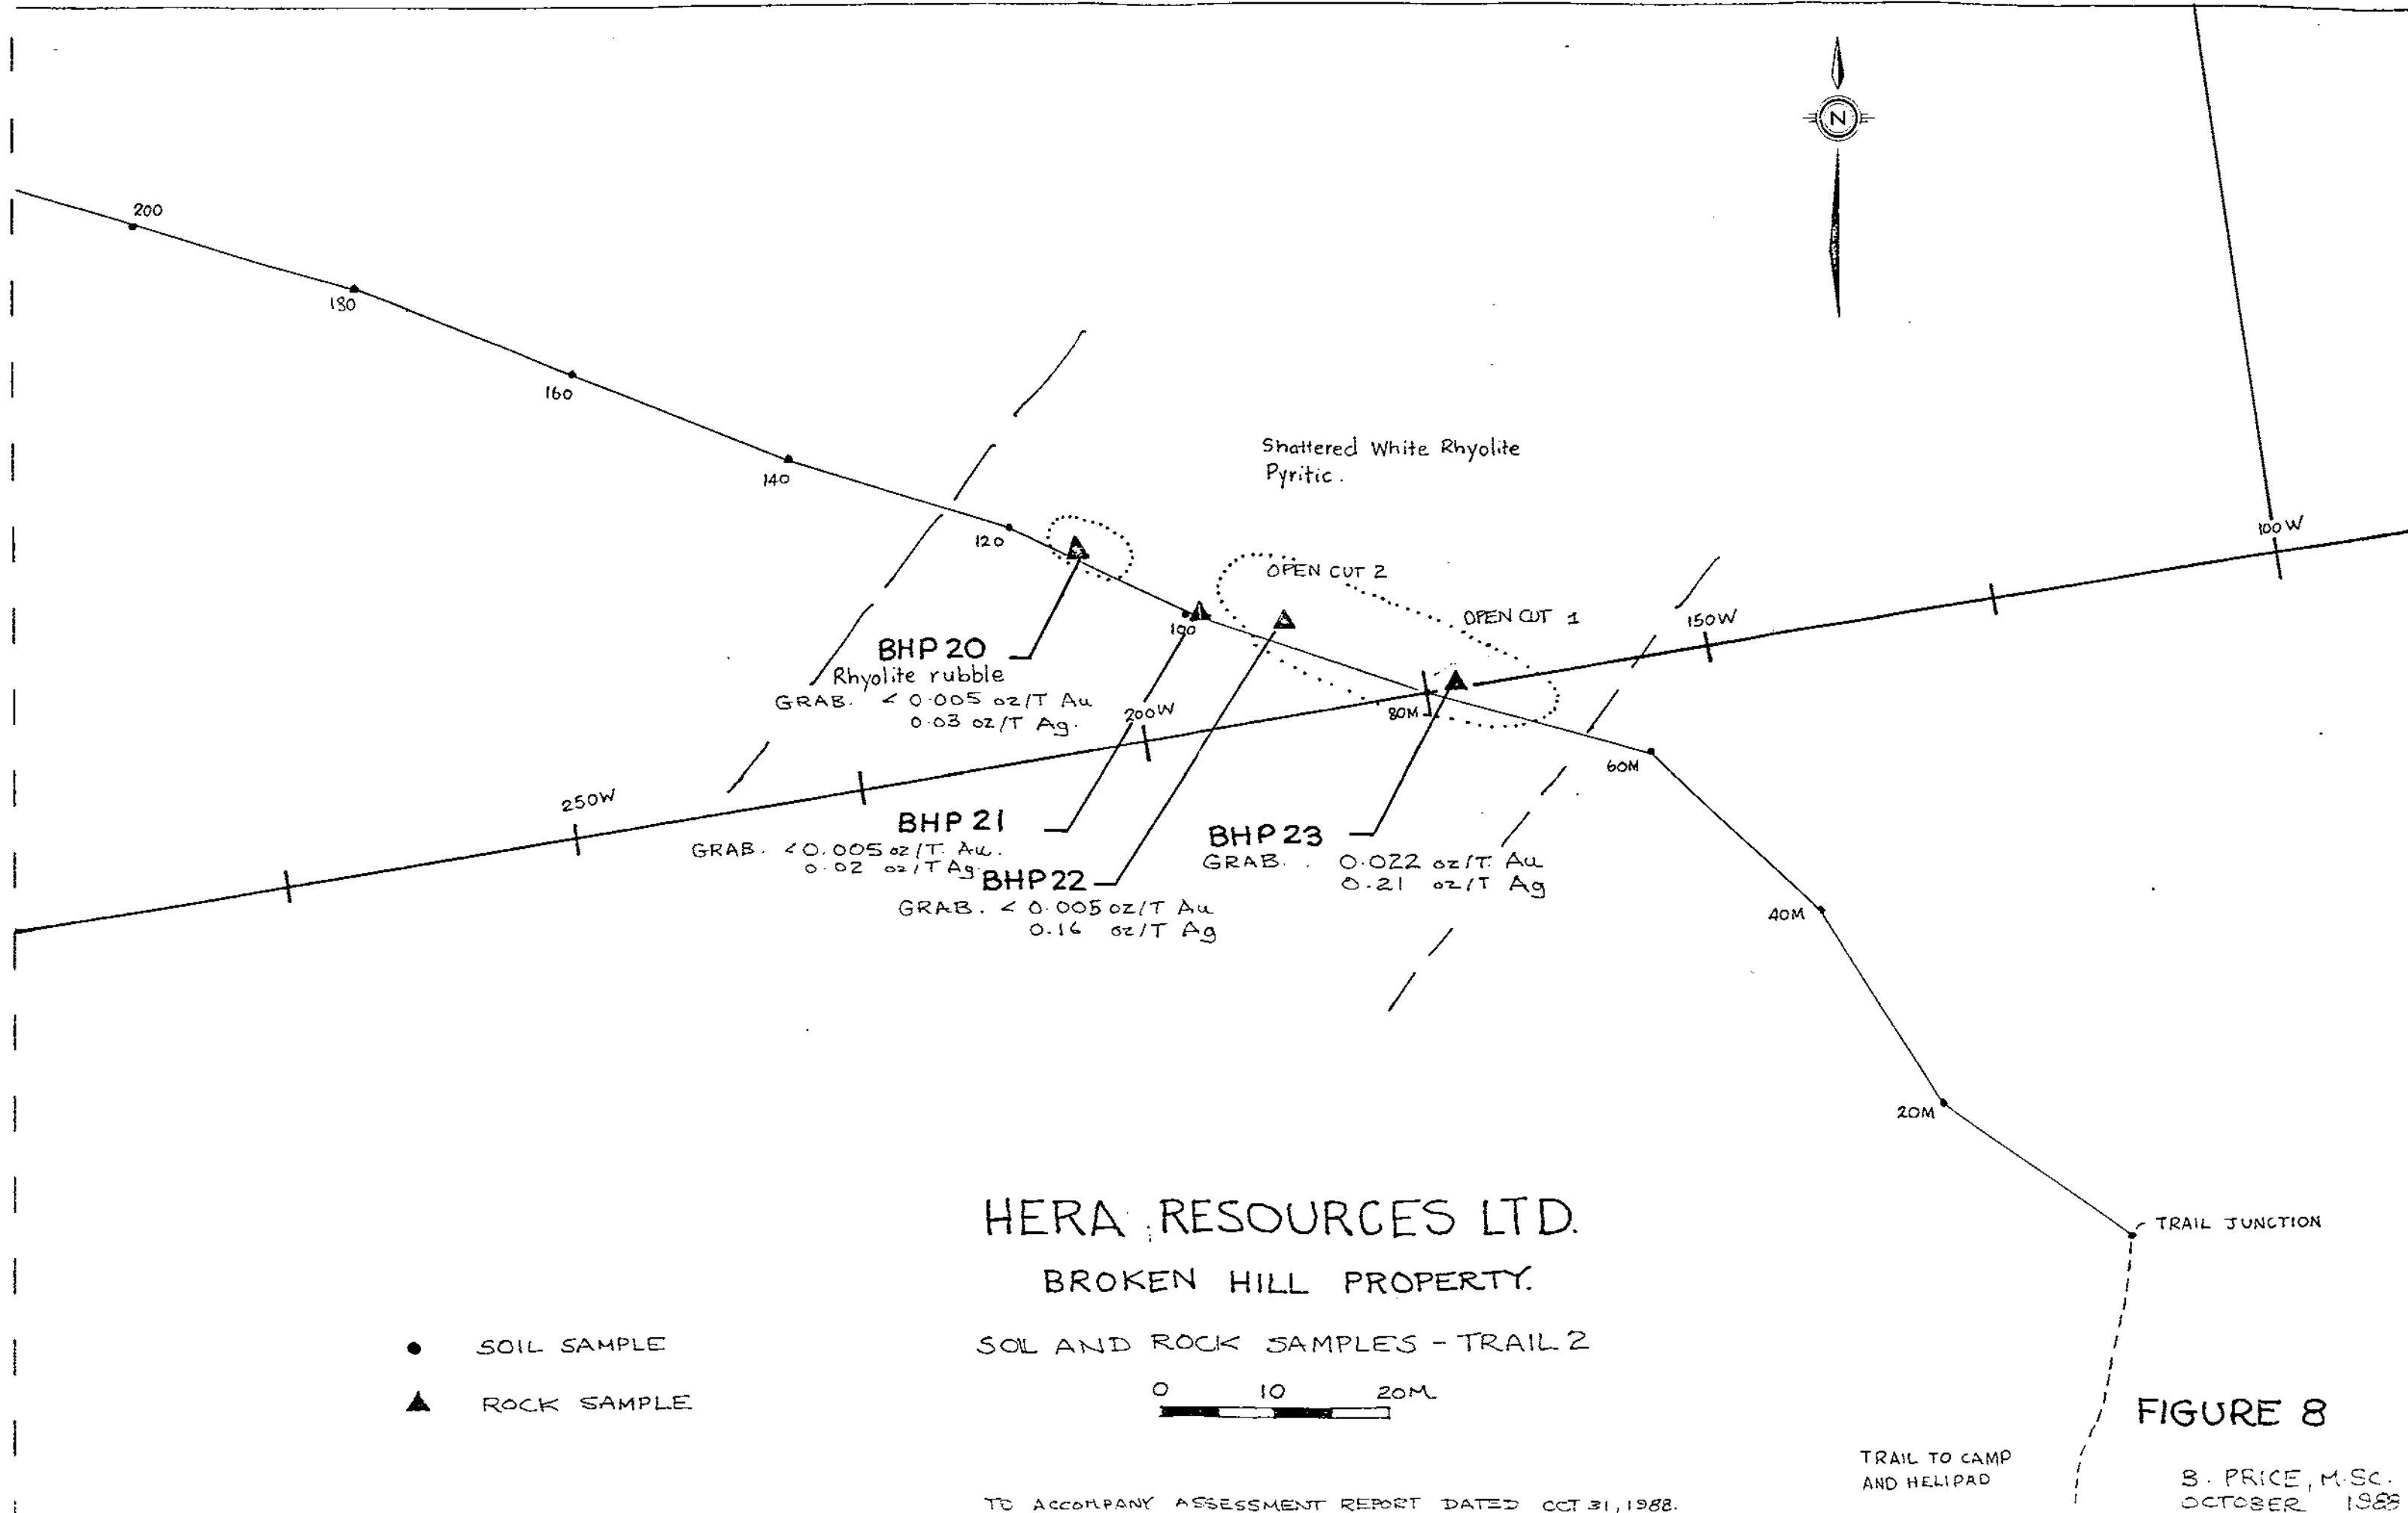 N
200
180
160
140
120
Shattered White Rhyolite
Pyritic.
100W
OPEN CUT 2
OPEN CUT 1
150W
100
BHP 20
Rhyolite rubble
GRAB. < 0.005 oz/T Au
0.03 oz/T Ag.
200W
80M
60M
250W
BHP 21
GRAB. < 0.005 oz/T. Au.
0.02 oz/T Ag.
BHP 22
GRAB. < 0.005 oz/T Au
0.16 oz/T Ag
BHP 23
GRAB. . 0.022 oz/T. Au
0.21 oz/T Ag
40M
20M
TRAIL JUNCTION
HERA RESOURCES LTD.
BROKEN HILL PROPERTY.
SOIL AND ROCK SAMPLES - TRAIL 2
0 10 20M
SOIL SAMPLE
ROCK SAMPLE
FIGURE 8
TRAIL TO CAMP
AND HELIPAD
B. PRICE, M.SC.
OCTOBER 1988
TO ACCOMPANY ASSESSMENT REPORT DATED OCT 31, 1988.